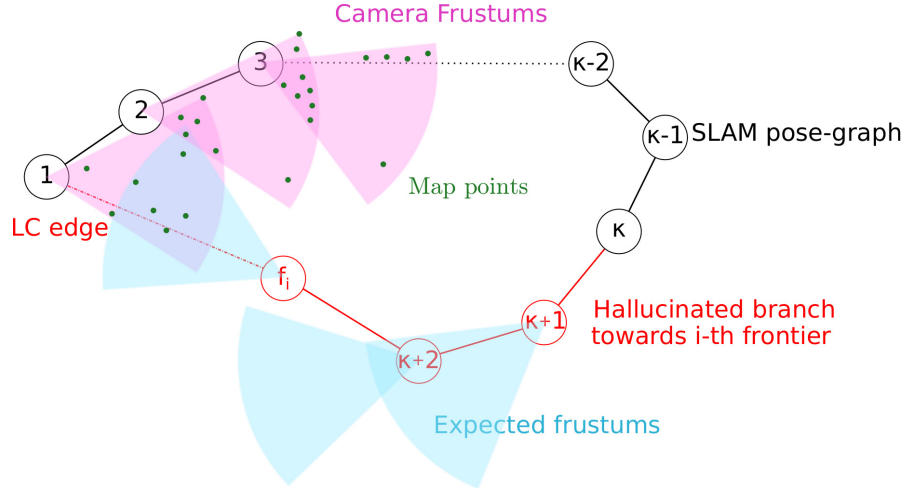 Camera Frustums
3
κ-2
2
κ-1
SLAM pose-graph
1
Map points
LC edge
κ
fi
Hallucinated branch
towards i-th frontier
κ+1
κ+2
Expected frustums